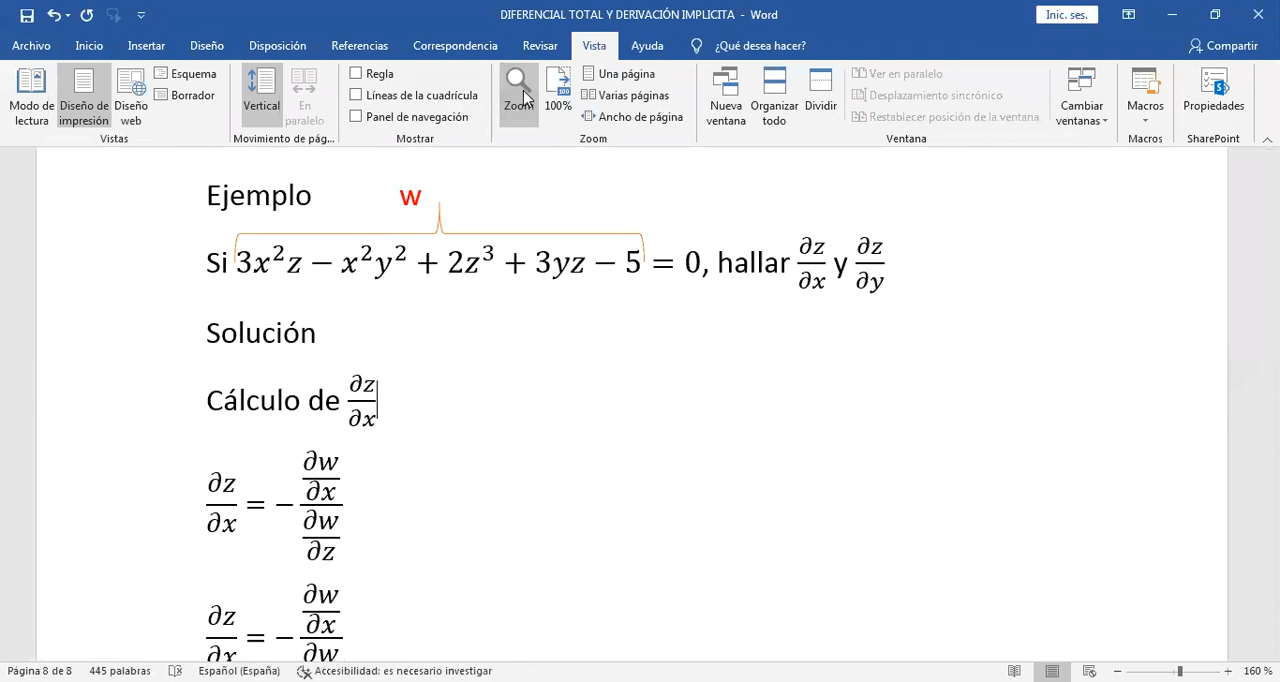 DIFERENCIAL TOTAL Y DERIVACIÓN IMPLICITA - Word
Inic. ses.
Archivo Inicio Insertar Diseño Disposición Referencias Correspondencia Revisar Vista Ayuda ¿Qué desea hacer? Compartir
Modo de lectura
Diseño de impresión
Diseño web
Esquema
Borrador
Vistas
Vertical
En paralelo
Movimiento de pág...
Regla
Líneas de la cuadrícula
Panel de navegación
Mostrar
Zoom
100%
Una página
Varias páginas
Ancho de página
Zoom
Nueva ventana
Organizar todo
Dividir
Ver en paralelo
Desplazamiento sincrónico
Restablecer posición de la ventana
Ventana
Cambiar ventanas
Macros
Macros
Propiedades
SharePoint
Ejemplo w
Si 3x²z − x²y² + 2z³ + 3yz − 5 = 0, hallar ∂z/∂x y ∂z/∂y
Solución
Cálculo de ∂z/∂x
∂z/∂x = − (∂w/∂x)/(∂w/∂z)
∂z/∂x = − (∂w/∂x)/∂w
Página 8 de 8 445 palabras Español (España) Accesibilidad: es necesario investigar 160 %